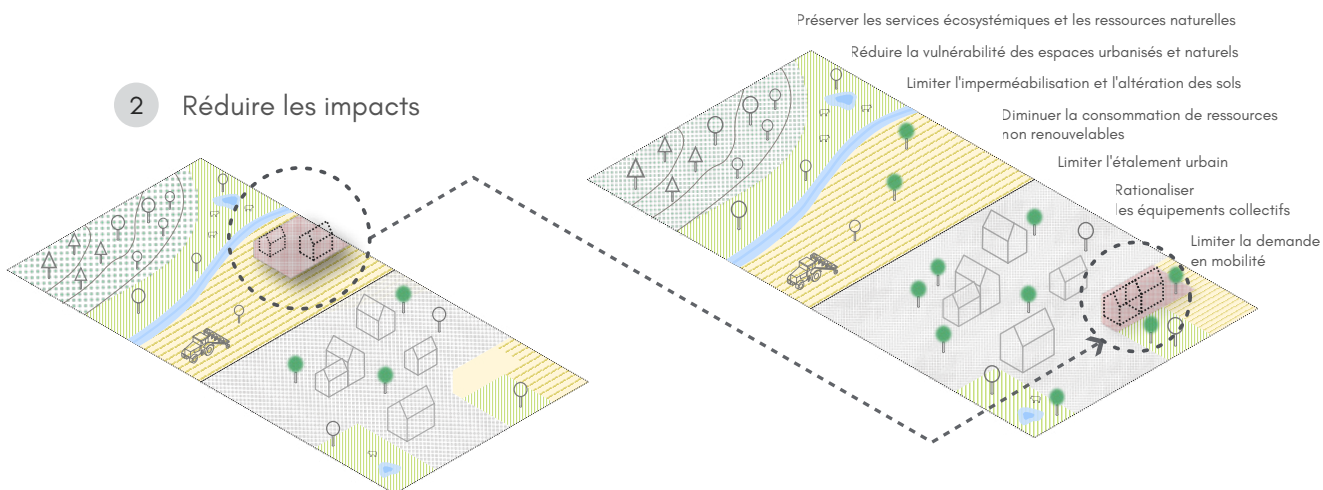 2 Réduire les impacts
Préserver les services écosystémiques et les ressources naturelles
Réduire la vulnérabilité des espaces urbanisés et naturels
Limiter l'imperméabilisation et l'altération des sols
Diminuer la consommation de ressources
non renouvelables
Limiter l'étalement urbain
Rationaliser
les équipements collectifs
Limiter la demande
en mobilité